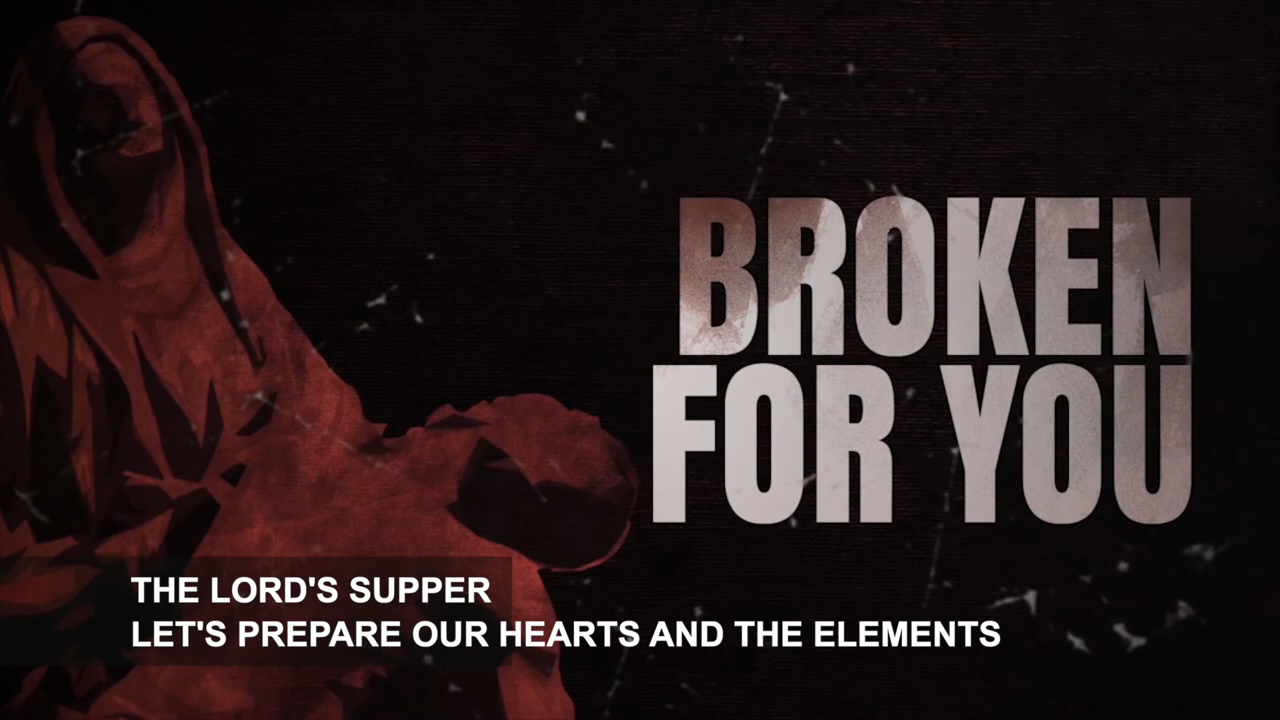 BROKEN
FOR YOU
THE LORD'S SUPPER
LET'S PREPARE OUR HEARTS AND THE ELEMENTS